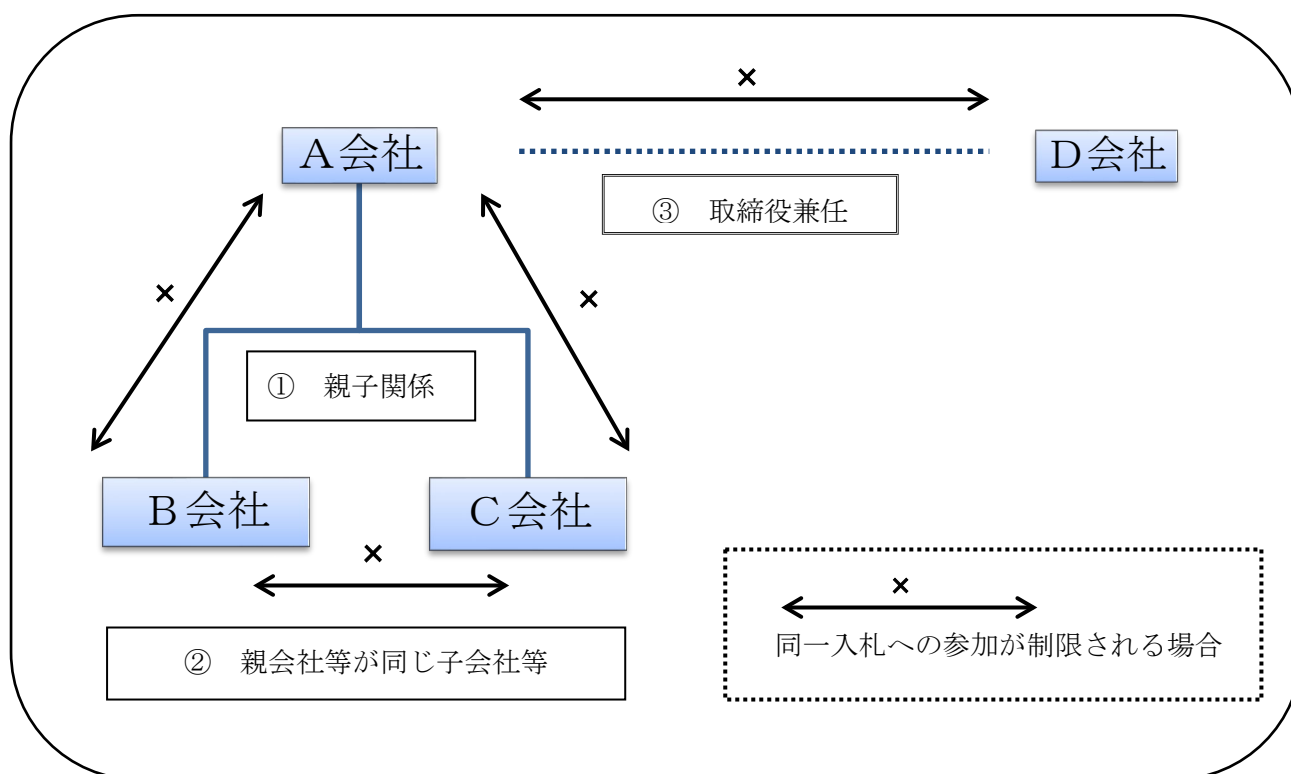 ×
A会社
D会社
③　取締役兼任
×
×
①　親子関係
B会社
C会社
×
②　親会社等が同じ子会社等
×
同一入札への参加が制限される場合